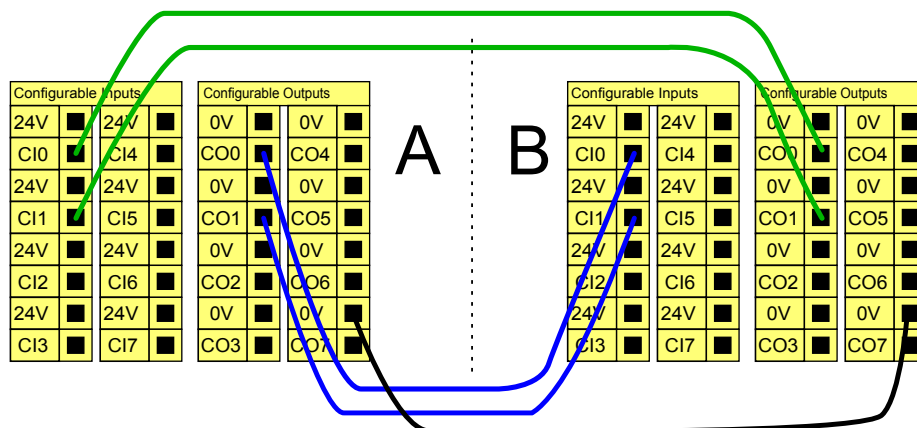 Configurable Inputs
24V 24V
CI0 CI4
24V 24V
CI1 CI5
24V 24V
CI2 CI6
24V 24V
CI3 CI7
Configurable Outputs
0V 0V
CO0 CO4
0V 0V
CO1 CO5
0V 0V
CO2 CO6
0V 0V
CO3 CO7
A
B
Configurable Inputs
24V 24V
CI0 CI4
24V 24V
CI1 CI5
24V 24V
CI2 CI6
24V 24V
CI3 CI7
Configurable Outputs
0V 0V
CO0 CO4
0V 0V
CO1 CO5
0V 0V
CO2 CO6
0V 0V
CO3 CO7